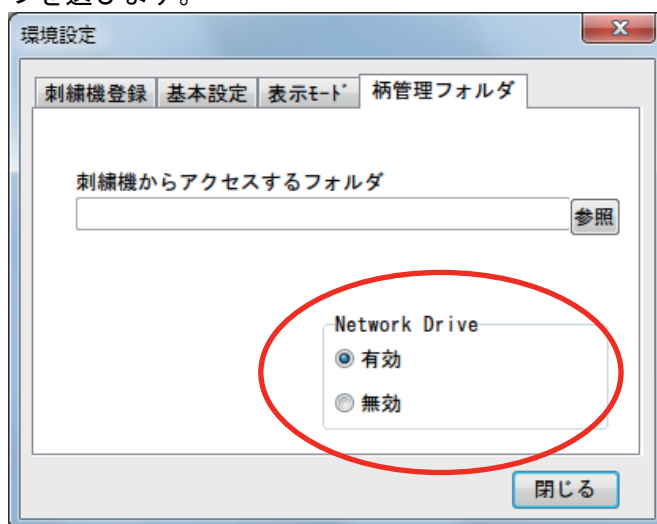 環境設定
刺繍機登録 基本設定 表示ﾓｰﾄﾞ 柄管理フォルダ
刺繍機からアクセスするフォルダ
参照
Network Drive
有効
無効
閉じる